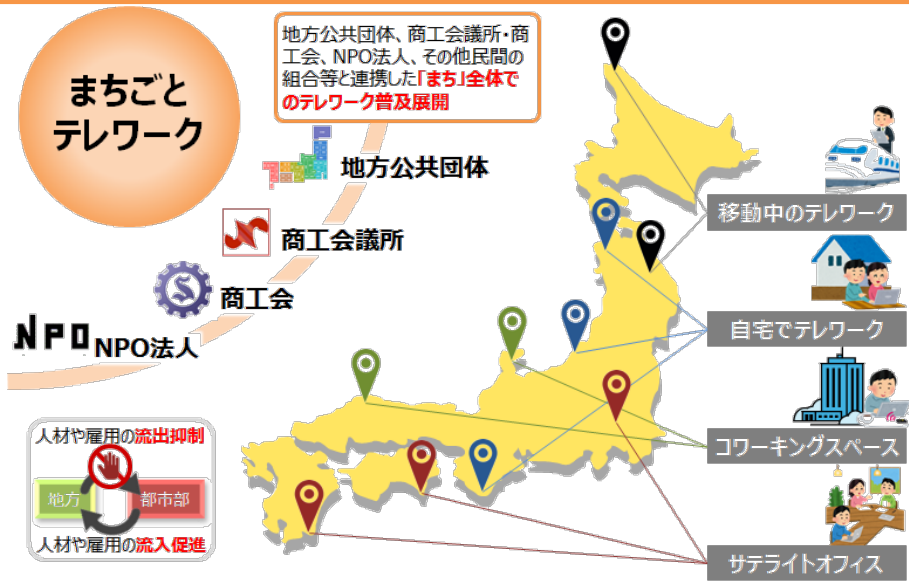 まちごと
テレワーク
地方公共団体、商工会議所・商
工会、NPO法人、その他民間の
組合等と連携した「まち」全体で
のテレワーク普及展開
地方公共団体
商工会議所
商工会
NPO
NPO法人
移動中のテレワーク
自宅でテレワーク
コワーキングスペース
サテライトオフィス
人材や雇用の流出抑制
地方
都市部
人材や雇用の流入促進